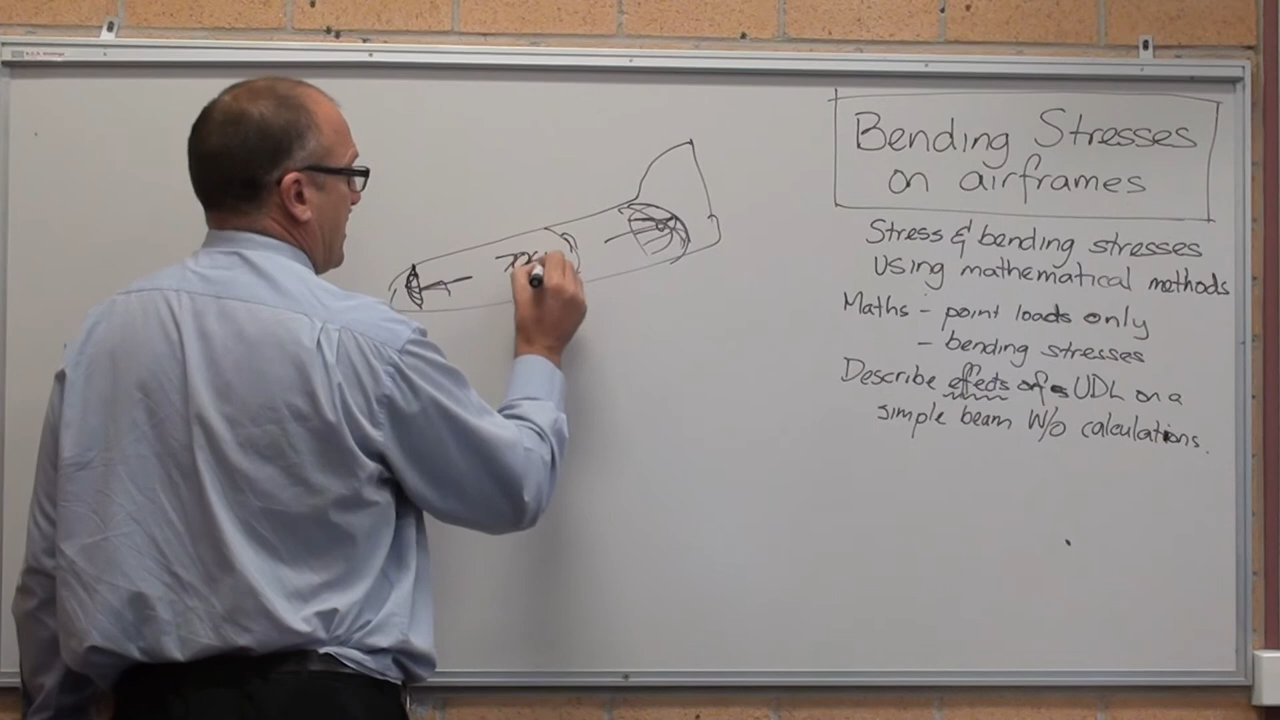 Bending Stresses
on airframes
Stress & bending stresses
using mathematical methods
Maths - point loads only
- bending stresses
Describe effects of UDL on a
simple beam W/o calculations.